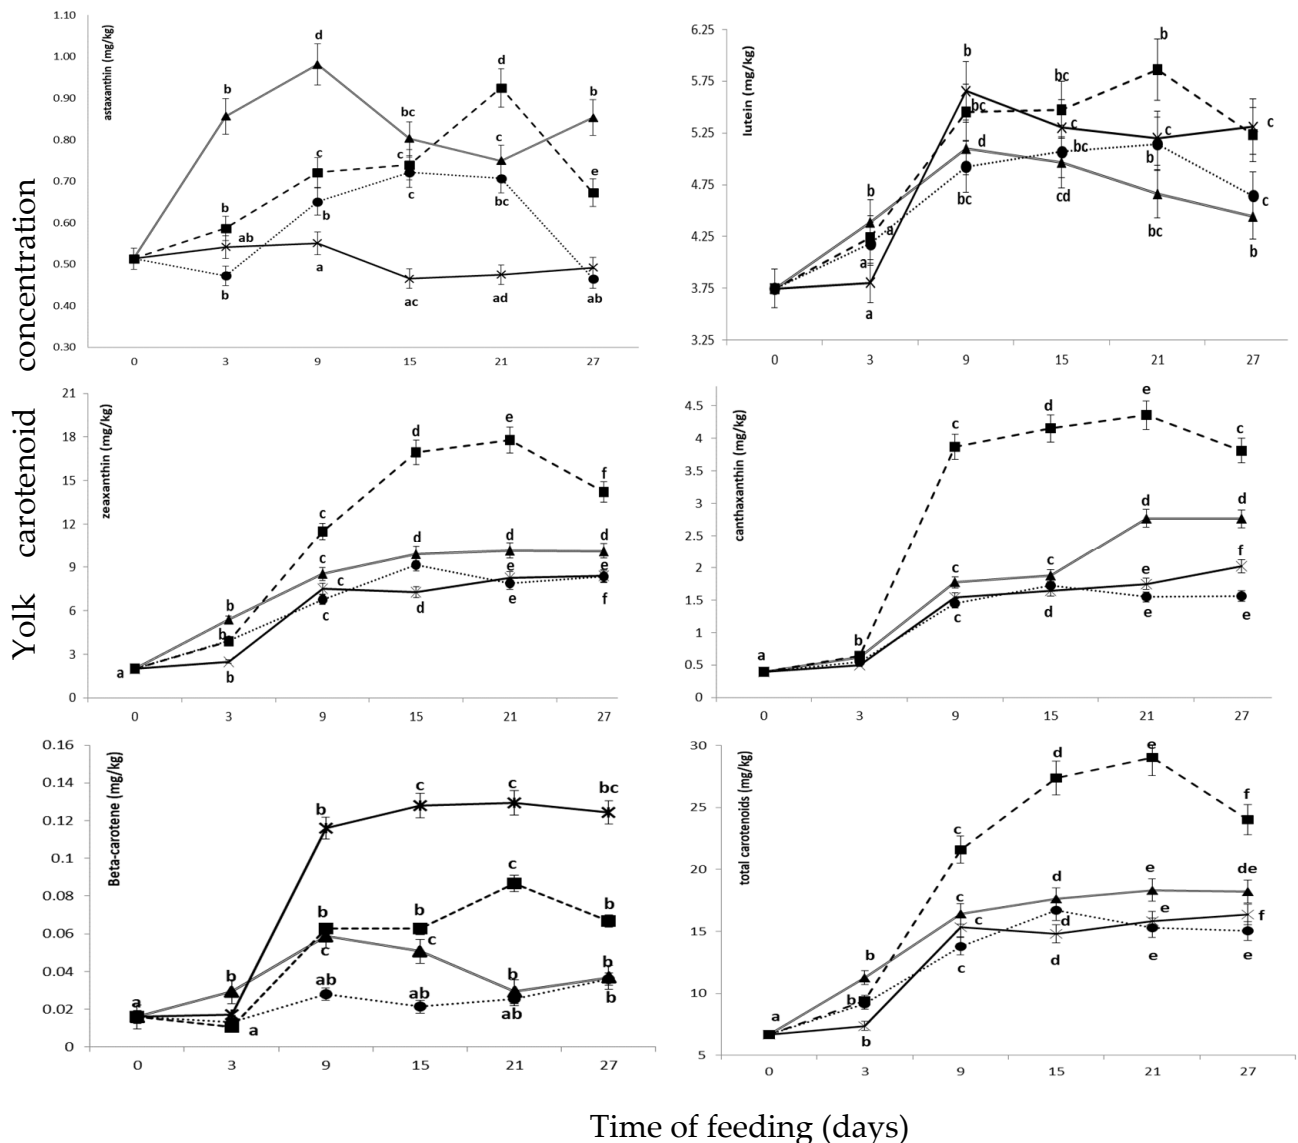 Yolk carotenoid concentration
astaxanthin (mg/kg)
1.10
1.00
0.90
0.80
0.70
0.60
0.50
0.40
0.30
b
d
bc
c
b
b
c
c
d
e
ab
b
c
bc
b
a
ac
ad
ab
0 3 9 15 21 27
lutein (mg/kg)
6.25
5.75
5.25
4.75
4.25
3.75
3.25
b
bc
b
b
bc
c
c
c
d
bc
b
a
a
a
bc
cd
bc
c
b
0 3 9 15 21 27
zeaxanthin (mg/kg)
21
18
15
12
9
6
3
0
a
b
b
b
c
c
c
c
d
d
d
e
d
e
e
f
d
e
f
0 3 9 15 21 27
canthaxanthin (mg/kg)
4.5
4
3.5
3
2.5
2
1.5
1
0.5
0
a
b
c
d
e
c
c
c
d
d
f
c
d
e
e
e
0 3 9 15 21 27
Beta-carotene (mg/kg)
0.16
0.14
0.12
0.1
0.08
0.06
0.04
0.02
0
a
b
a
b
c
c
bc
b
b
c
b
c
c
b
b
ab
ab
ab
b
0 3 9 15 21 27
total carotenoids (mg/kg)
30
25
20
15
10
5
a
b
b
b
c
d
e
f
c
d
e
de
c
d
e
f
c
d
e
e
0 3 9 15 21 27
Time of feeding (days)